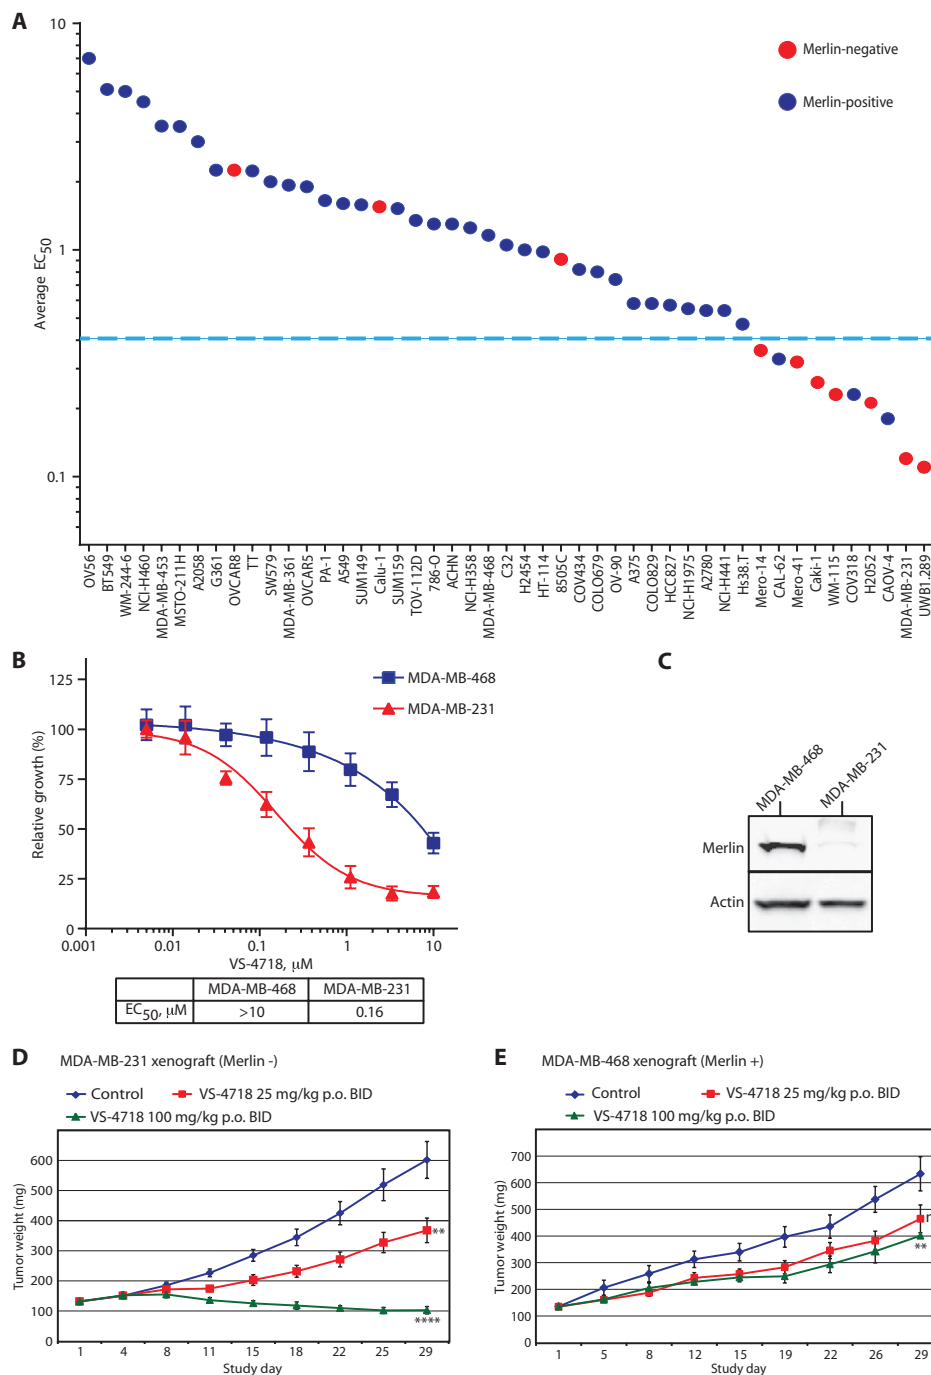 A
10
Merlin-negative
Merlin-positive
Average EC50
1
0.1
OV56
BT549
WM-244-6
NCI-H460
MDA-MB-453
MSTO-211H
A2058
G361
OVCAR8
TT
SW579
MDA-MB-361
OVCAR5
PA-1
A549
SUM149
Calu-1
SUM159
TOV-112D
786-O
ACHN
NCI-H358
MDA-MB-468
C32
H2454
HT-114
8505C
COV434
COLO679
OV-90
A375
COLO829
HCC827
NCI-H1975
A2780
NCI-H441
Hs38.T
Mero-14
CAL-62
Mero-41
Caki-1
WM-115
COV318
H2052
CAOV-4
MDA-MB-231
UWB1.289
B
MDA-MB-468
MDA-MB-231
125
100
75
50
25
0
Relative growth (%)
0.001
0.01
0.1
1
10
VS-4718, μM
MDA-MB-468 MDA-MB-231
EC50, μM >10 0.16
C
MDA-MB-468
MDA-MB-231
Merlin
Actin
D MDA-MB-231 xenograft (Merlin -)
Control
VS-4718 25 mg/kg p.o. BID
VS-4718 100 mg/kg p.o. BID
Tumor weight (mg)
600
500
400
300
200
100
0
**
****
1 4 8 11 15 18 22 25 29
Study day
E MDA-MB-468 xenograft (Merlin +)
Control
VS-4718 25 mg/kg p.o. BID
VS-4718 100 mg/kg p.o. BID
Tumor weight (mg)
700
600
500
400
300
200
100
0
**
1 5 8 12 15 19 22 26 29
Study day